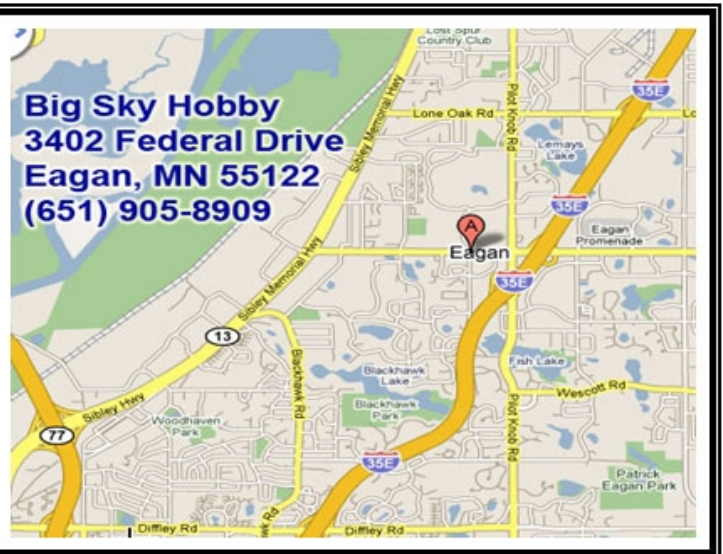 Big Sky Hobby
3402 Federal Drive
Eagan, MN 55122
(651) 905-8909
Lost Spur
Country Club
Sibley Memorial Hwy
Pilot Knob Rd
35E
Lone Oak Rd
Lo
Lemays
Lake
35E
A
Eagan
Eagan
Promenade
Sibley Memorial Hwy
35E
13
Blackhawk Rd
Fish Lake
Blackhawk
Lake
Wescott Rd
Sibley Hwy
Blackhawk
Park
Woodhaven
Park
Pilot Knob Rd
77
35E
Patrick
Eagan Park
wk Rd
Diffley Rd
Diffley Rd